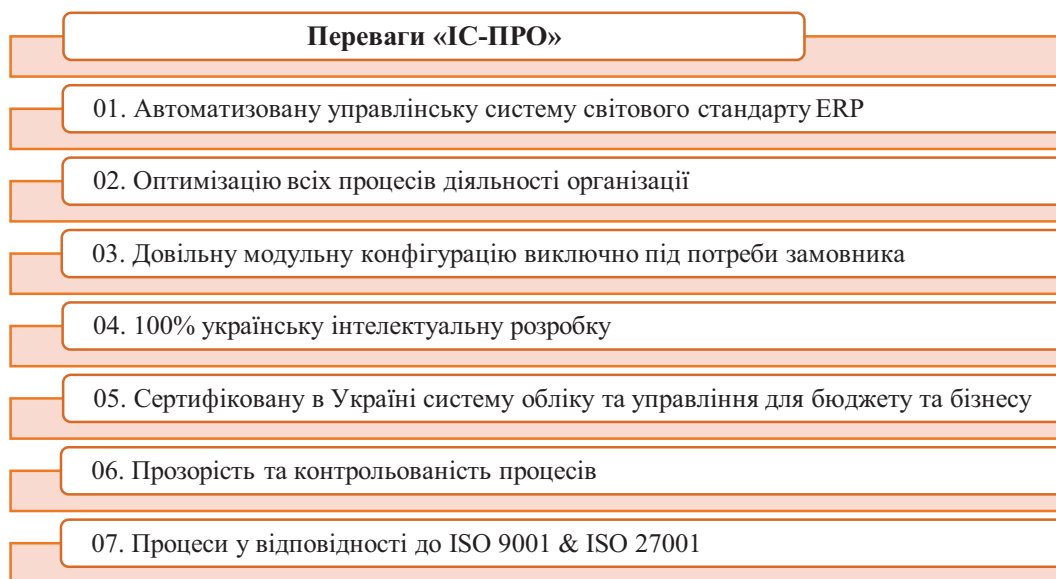 Переваги «ІС-ПРО»
01. Автоматизовану управлінську систему світового стандарту ERP
02. Оптимізацію всіх процесів діяльності організації
03. Довільну модульну конфігурацію виключно під потреби замовника
04. 100% українську інтелектуальну розробку
05. Сертифіковану в Україні систему обліку та управління для бюджету та бізнесу
06. Прозорість та контрольованість процесів
07. Процеси у відповідності до ISO 9001 & ISO 27001